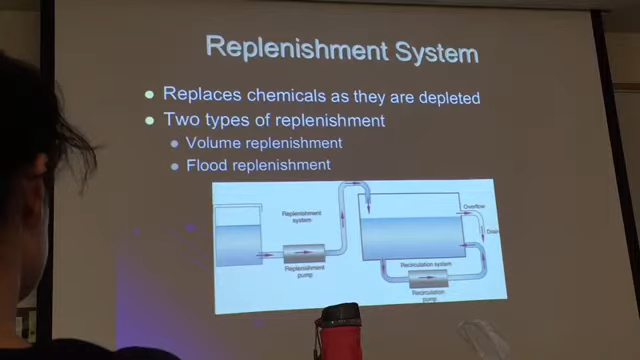 Replenishment System
Replaces chemicals as they are depleted
Two types of replenishment
Volume replenishment
Flood replenishment
Replenishment
system
Replenishment
pump
Overflow
Drain
Recirculation system
Recirculation
pump